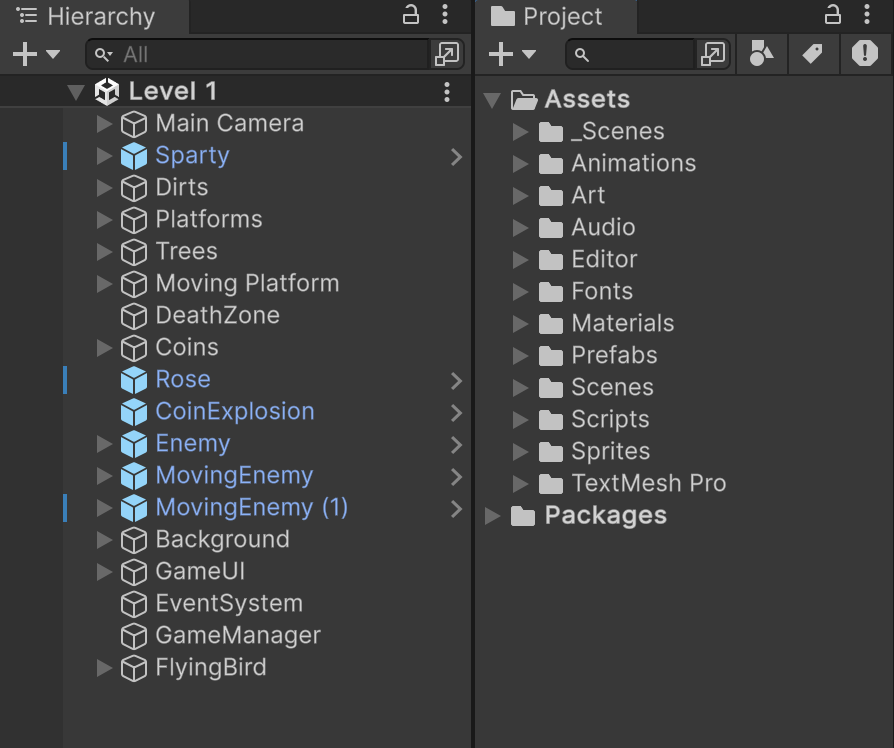 Hierarchy
All
Level 1
Main Camera
Sparty
Dirts
Platforms
Trees
Moving Platform
DeathZone
Coins
Rose
CoinExplosion
Enemy
MovingEnemy
MovingEnemy (1)
Background
GameUI
EventSystem
GameManager
FlyingBird
Project
Assets
_Scenes
Animations
Art
Audio
Editor
Fonts
Materials
Prefabs
Scenes
Scripts
Sprites
TextMesh Pro
Packages